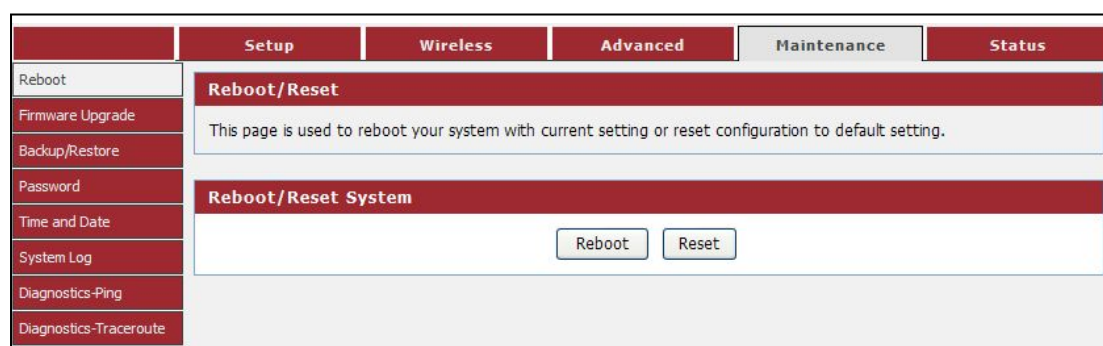 Setup Wireless Advanced Maintenance Status
Reboot
Firmware Upgrade
Backup/Restore
Password
Time and Date
System Log
Diagnostics-Ping
Diagnostics-Traceroute
Reboot/Reset
This page is used to reboot your system with current setting or reset configuration to default setting.
Reboot/Reset System
Reboot Reset